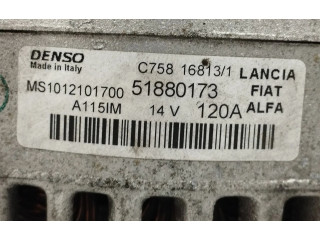 DENSO C758 16813/1 LANCIA
Made in Italy FIAT
MS1012101700 51880173 ALFA
A115IM 14 V 120A